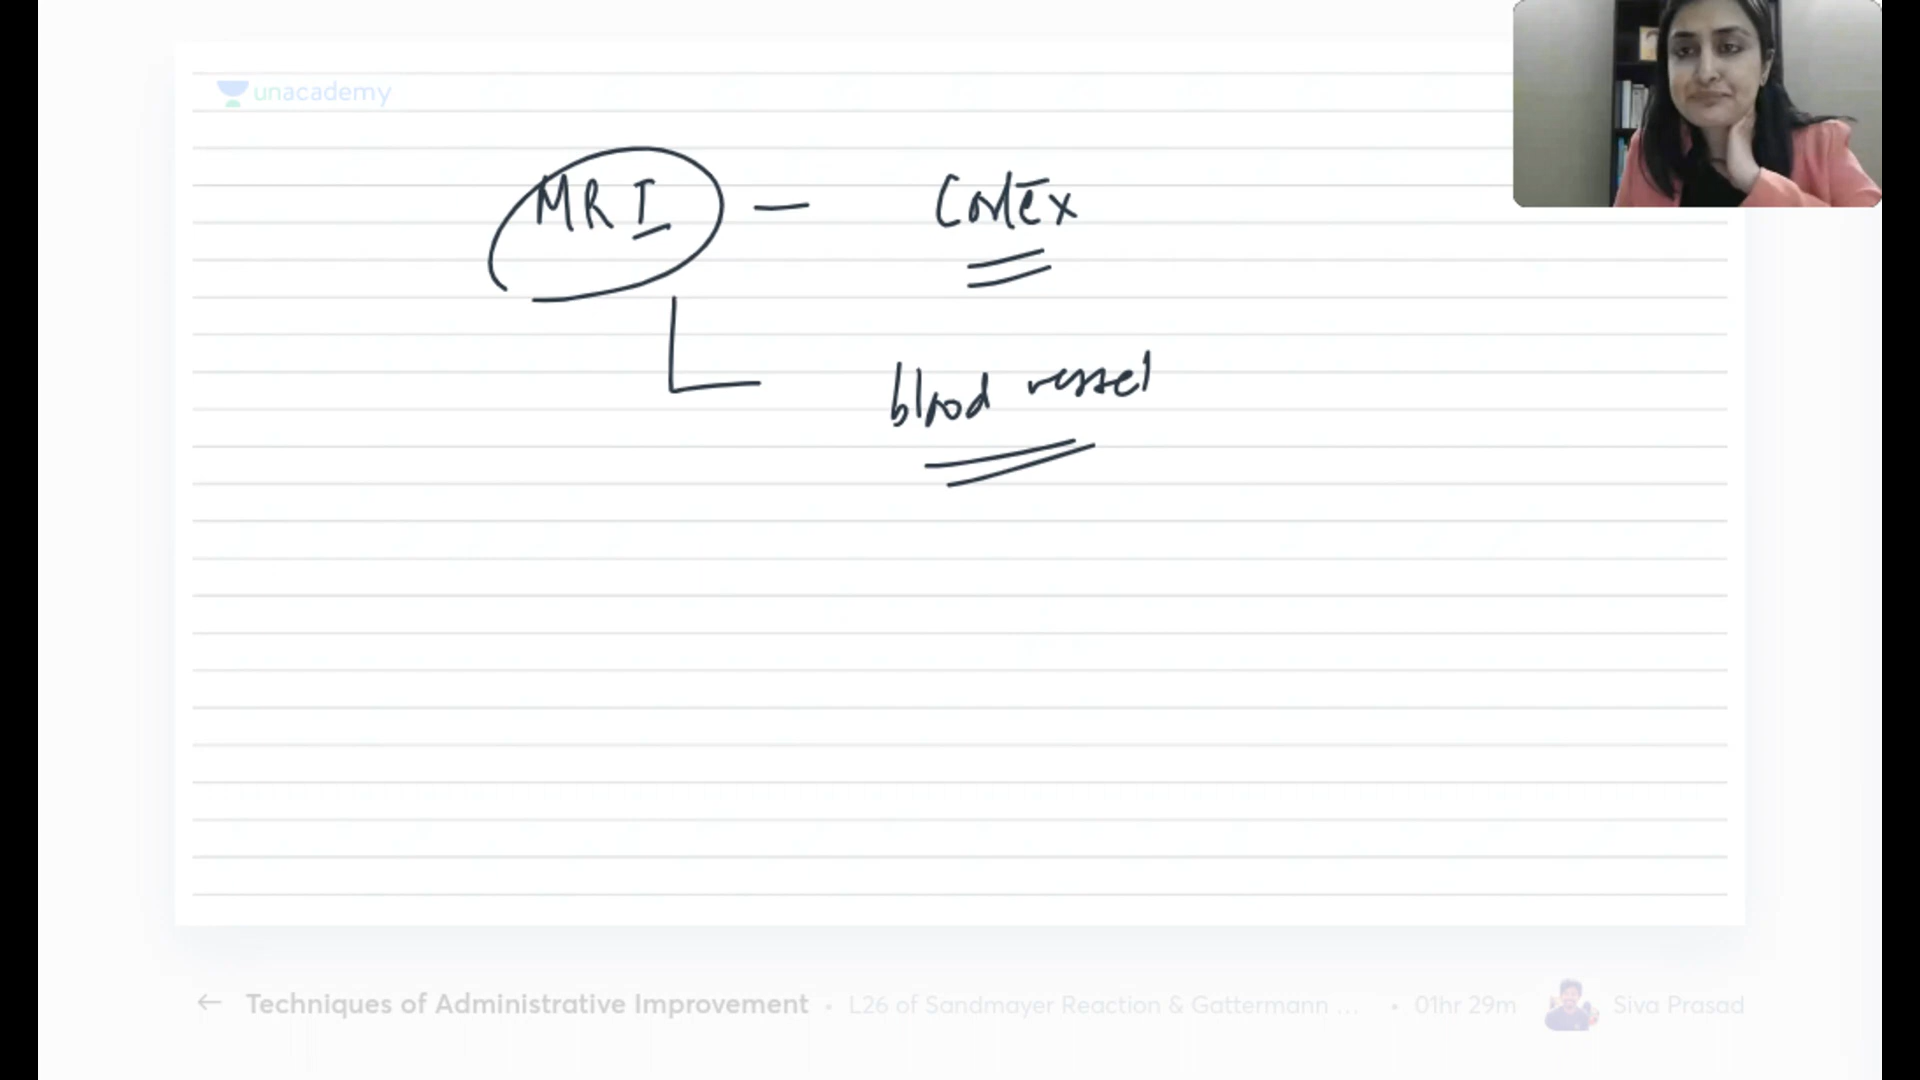 unacademy
MRI — Cortex
blood vessel
← Techniques of Administrative Improvement • L26 of Sandmayer Reaction & Gattermann ... • 01hr 29m Siva Prasad